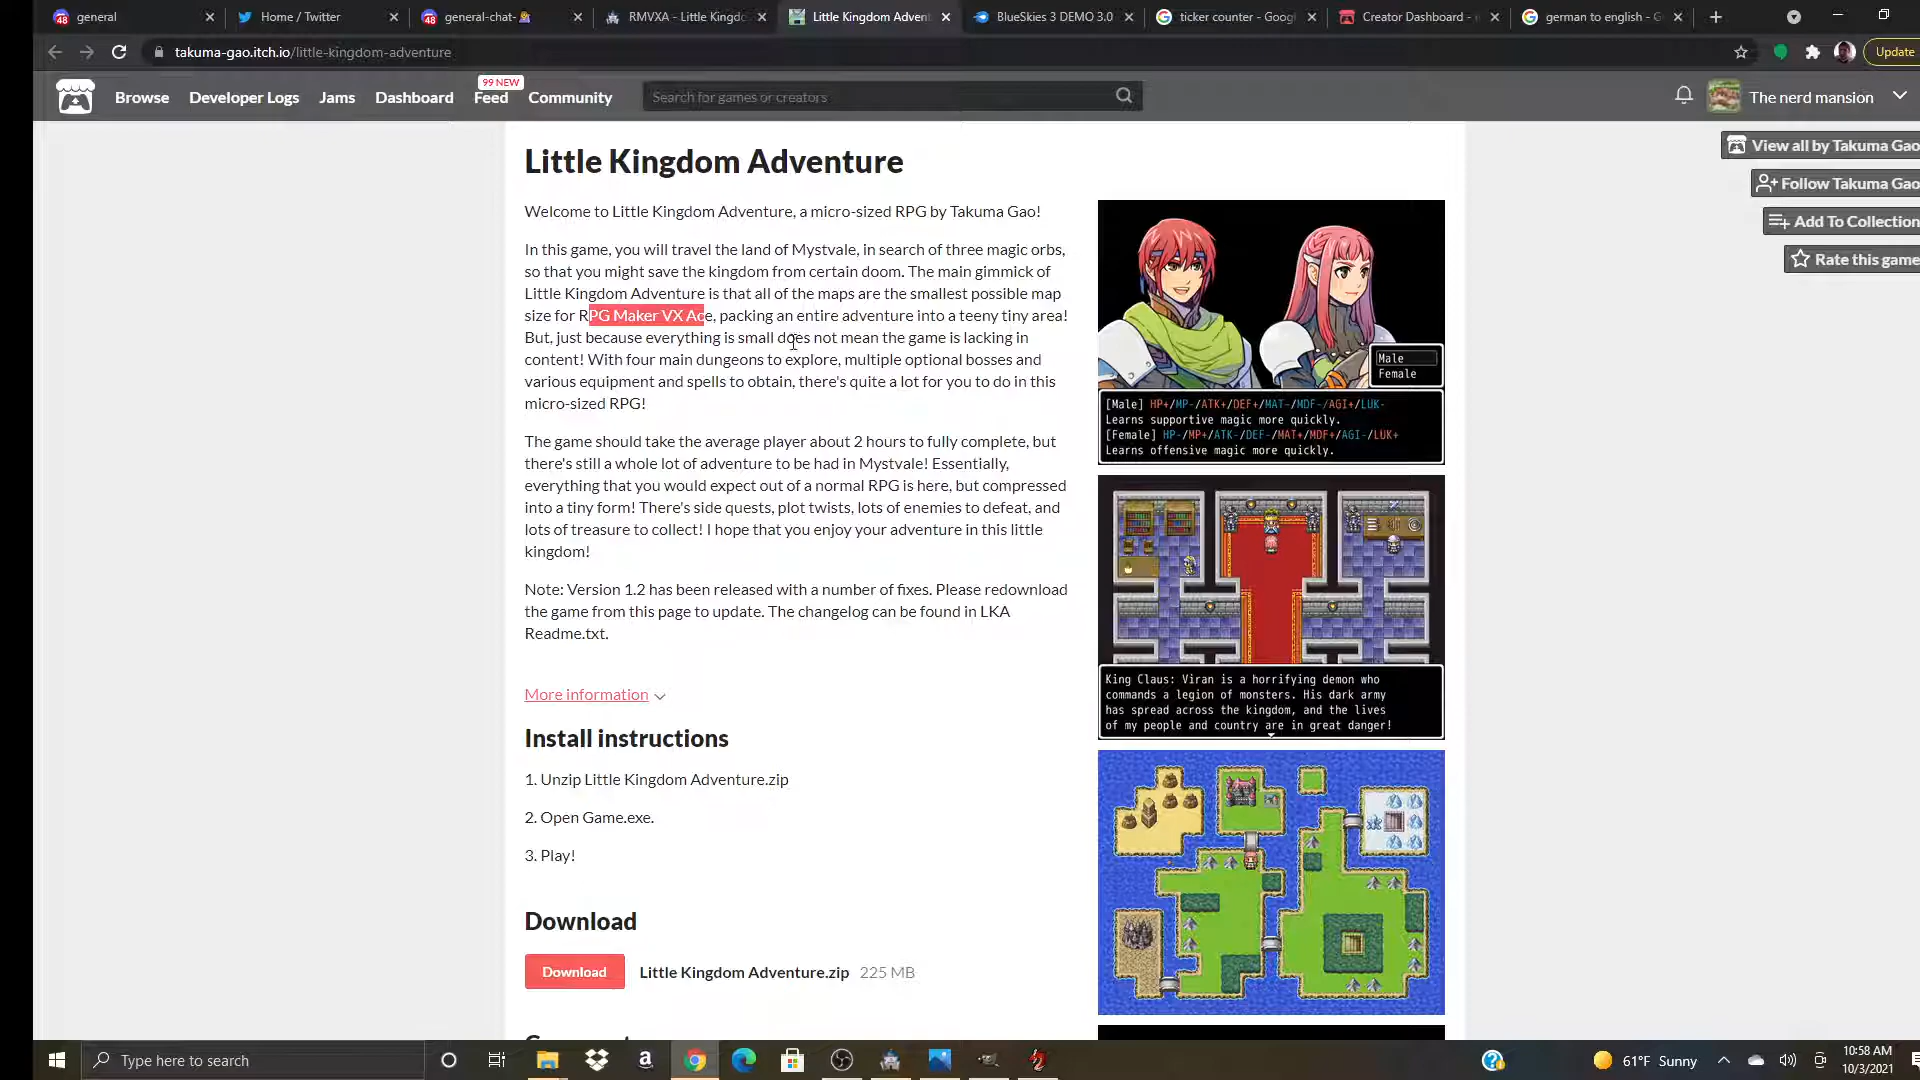 general
Home / Twitter
general-chat-
RMVXA - Little Kingdo
Little Kingdom Advent
BlueSkies 3 DEMO 3.0
ticker counter - Goog
Creator Dashboard -
german to english - G
takuma-gao.itch.io/little-kingdom-adventure
Update
99 NEW
Browse
Developer Logs
Jams
Dashboard
Feed
Community
Search for games or creators
The nerd mansion
View all by Takuma Gao
Follow Takuma Gao
Add To Collection
Rate this game
Little Kingdom Adventure
Welcome to Little Kingdom Adventure, a micro-sized RPG by Takuma Gao!
In this game, you will travel the land of Mystvale, in search of three magic orbs,
so that you might save the kingdom from certain doom. The main gimmick of
Little Kingdom Adventure is that all of the maps are the smallest possible map
size for RPG Maker VX Ace, packing an entire adventure into a teeny tiny area!
But, just because everything is small does not mean the game is lacking in
content! With four main dungeons to explore, multiple optional bosses and
various equipment and spells to obtain, there's quite a lot for you to do in this
micro-sized RPG!
The game should take the average player about 2 hours to fully complete, but
there's still a whole lot of adventure to be had in Mystvale! Essentially,
everything that you would expect out of a normal RPG is here, but compressed
into a tiny form! There's side quests, plot twists, lots of enemies to defeat, and
lots of treasure to collect! I hope that you enjoy your adventure in this little
kingdom!
Note: Version 1.2 has been released with a number of fixes. Please redownload
the game from this page to update. The changelog can be found in LKA
Readme.txt.
More information
Install instructions
1. Unzip Little Kingdom Adventure.zip
2. Open Game.exe.
3. Play!
Download
Download
Little Kingdom Adventure.zip 225 MB
Male
Female
[Male] HP+/MP-/ATK+/DEF+/MAT-/MDF-/AGI+/LUK-
Learns supportive magic more quickly.
[Female] HP-/MP+/ATK-/DEF-/MAT+/MDF+/AGI-/LUK+
Learns offensive magic more quickly.
King Claus: Viran is a horrifying demon who
commands a legion of monsters. His dark army
has spread across the kingdom, and the lives
of my people and country are in great danger!
Type here to search
61°F Sunny
10:58 AM
10/3/2021